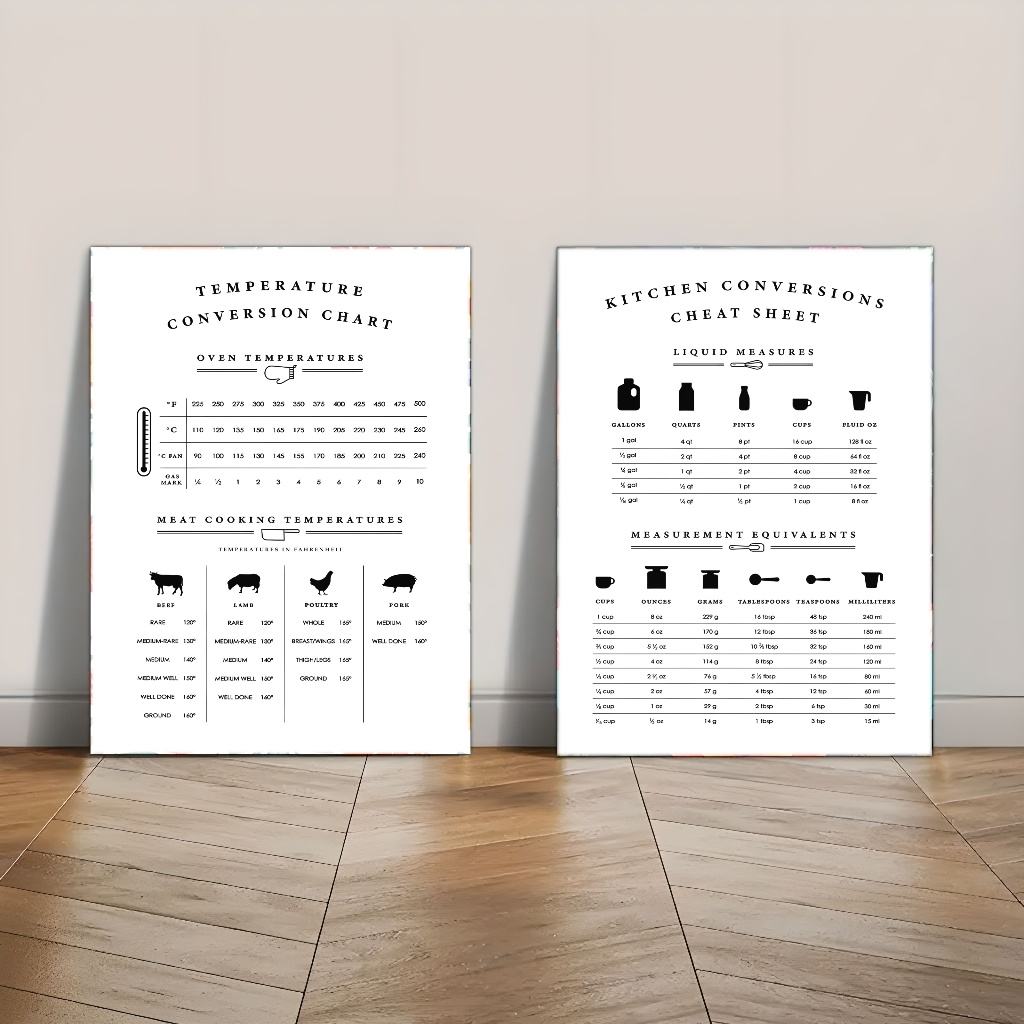 TEMPERATURE
CONVERSION CHART
OVEN TEMPERATURES
°F 225 250 275 300 325 350 375 400 425 450 475 500
°C 110 120 135 150 165 175 190 205 220 230 245 260
°C FAN 90 100 115 130 145 155 170 185 200 210 225 240
GAS MARK ¼ ½ 1 2 3 4 5 6 7 8 9 10
MEAT COOKING TEMPERATURES
TEMPERATURES IN FAHRENHEIT
BEEF LAMB POULTRY PORK
RARE 120° RARE 120° WHOLE 165° MEDIUM 150°
MEDIUM-RARE 130° MEDIUM-RARE 130° BREAST/WINGS 165° WELL DONE 160°
MEDIUM 140° MEDIUM 140° THIGH/LEGS 165°
MEDIUM WELL 150° MEDIUM WELL 150° GROUND 165°
WELL DONE 160° WELL DONE 160°
GROUND 160°
KITCHEN CONVERSIONS
CHEAT SHEET
LIQUID MEASURES
GALLONS QUARTS PINTS CUPS FLUID OZ
1 gal 4 qt 8 pt 16 cup 128 fl oz
½ gal 2 qt 4 pt 8 cup 64 fl oz
¼ gal 1 qt 2 pt 4 cup 32 fl oz
½ qt 1 pt 2 cup 16 fl oz
⅛ gal ¼ qt ½ pt 1 cup 8 fl oz
MEASUREMENT EQUIVALENTS
CUPS OUNCES GRAMS TABLESPOONS TEASPOONS MILLILITERS
1 cup 8 oz 229 g 16 tbsp 48 tsp 240 ml
¾ cup 6 oz 170 g 12 tbsp 36 tsp 180 ml
⅔ cup 5 ⅓ oz 152 g 10 ⅔ tbsp 32 tsp 160 ml
½ cup 4 oz 114 g 8 tbsp 24 tsp 120 ml
⅓ cup 2 ⅔ oz 76 g 5 ⅓ tbsp 16 tsp 80 ml
¼ cup 2 oz 57 g 4 tbsp 12 tsp 60 ml
⅛ cup 1 oz 29 g 2 tbsp 6 tsp 30 ml
¹⁄₁₆ cup ½ oz 14 g 1 tbsp 3 tsp 15 ml